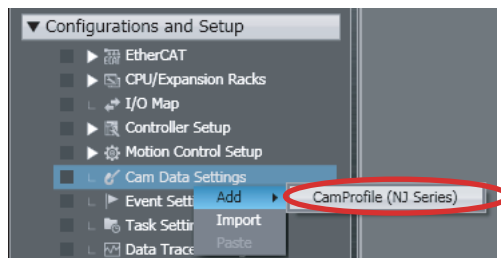 ▼ Configurations and Setup
EtherCAT
CPU/Expansion Racks
I/O Map
Controller Setup
Motion Control Setup
Cam Data Settings
Event Setti
Add
CamProfile (NJ Series)
Task Settin
Import
Data Trace
Paste